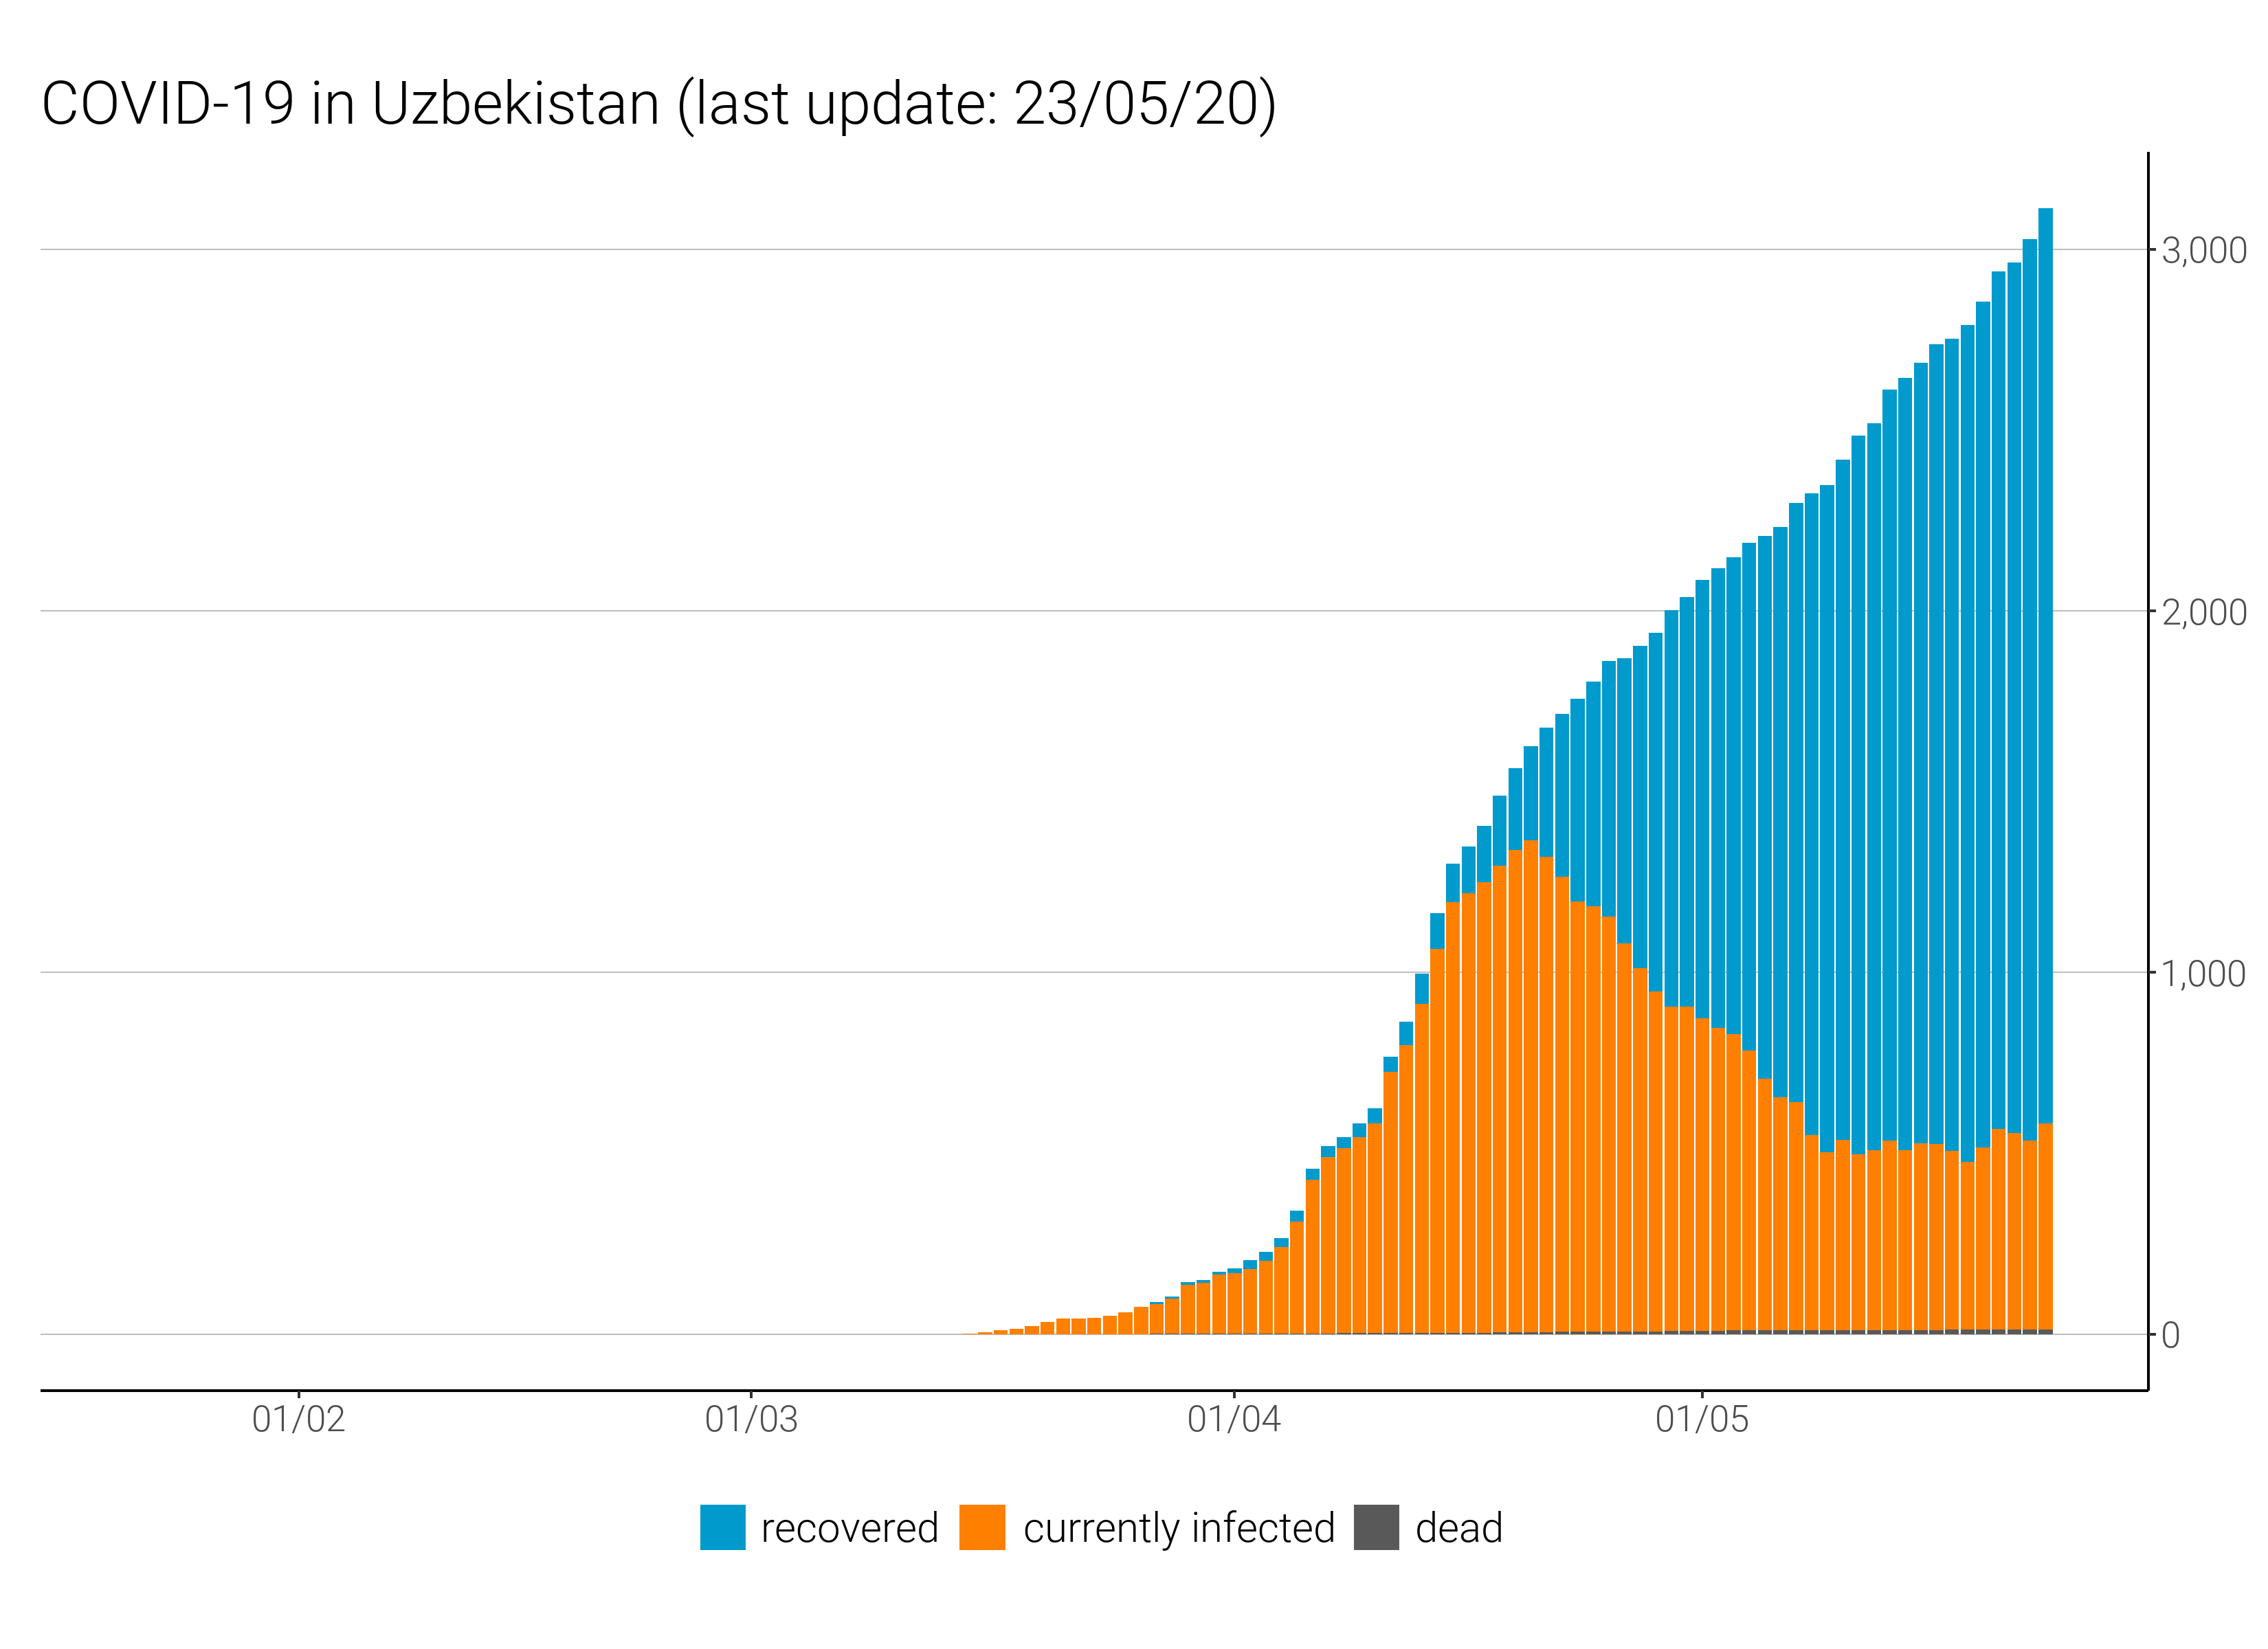 COVID-19 in Uzbekistan (last update: 23/05/20)
3,000
2,000
1,000
0
01/02 01/03 01/04 01/05
recovered currently infected dead